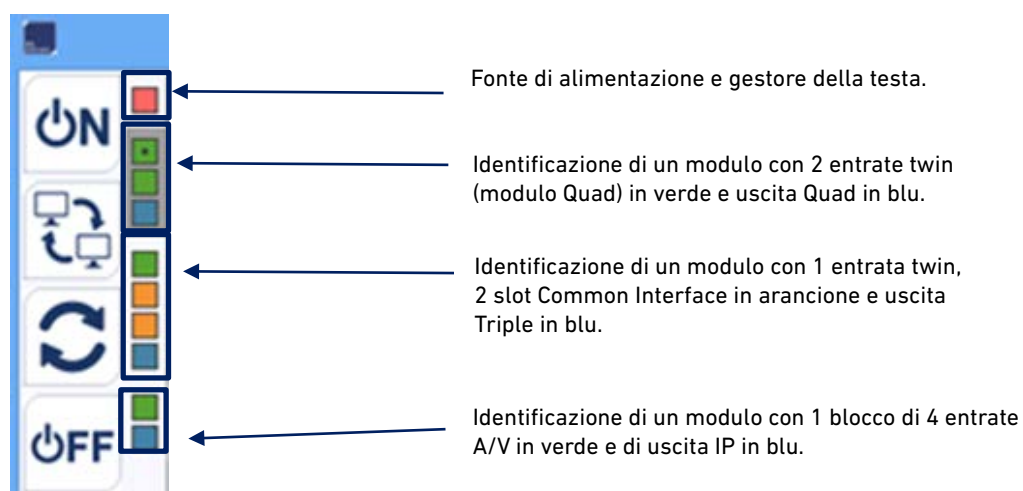 Fonte di alimentazione e gestore della testa.
ON
Identificazione di un modulo con 2 entrate twin
(modulo Quad) in verde e uscita Quad in blu.
Identificazione di un modulo con 1 entrata twin,
2 slot Common Interface in arancione e uscita
Triple in blu.
Identificazione di un modulo con 1 blocco di 4 entrate
A/V in verde e di uscita IP in blu.
OFF